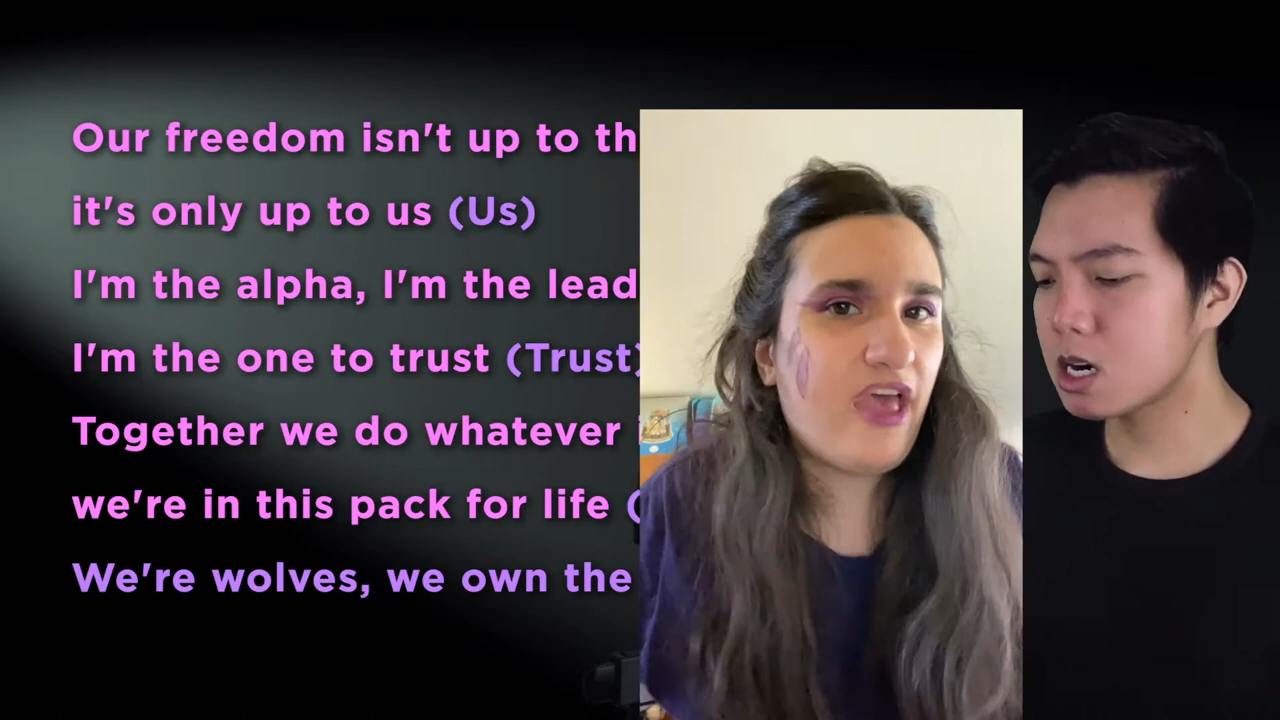 Our freedom isn't up to th
it's only up to us (Us)
I'm the alpha, I'm the lead
I'm the one to trust (Trust)
Together we do whatever
we're in this pack for life (
We're wolves, we own the